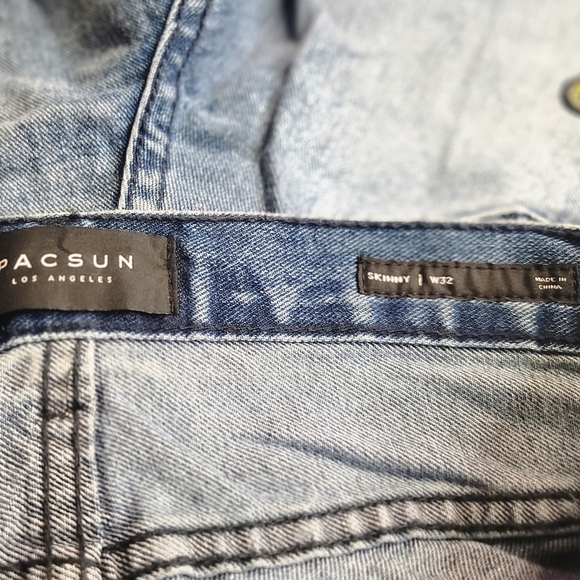 PACSUN
LOS ANGELES
SKINNY | W32
MADE IN
CHINA